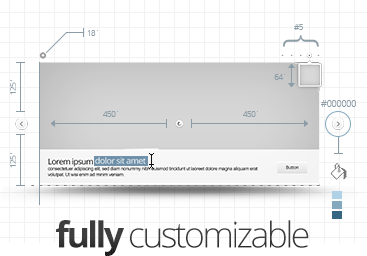 #5
18
64
125'
450
450
#000000
125'
Lorem ipsum dolor sit amet
consectetuer adipiscing elit, sed diam nonummy nibh euismod tincidunt ut laoreet dolore magna aliquam erat
volutpat. Ut wisi enim ad minim veniam.
Button
fully customizable